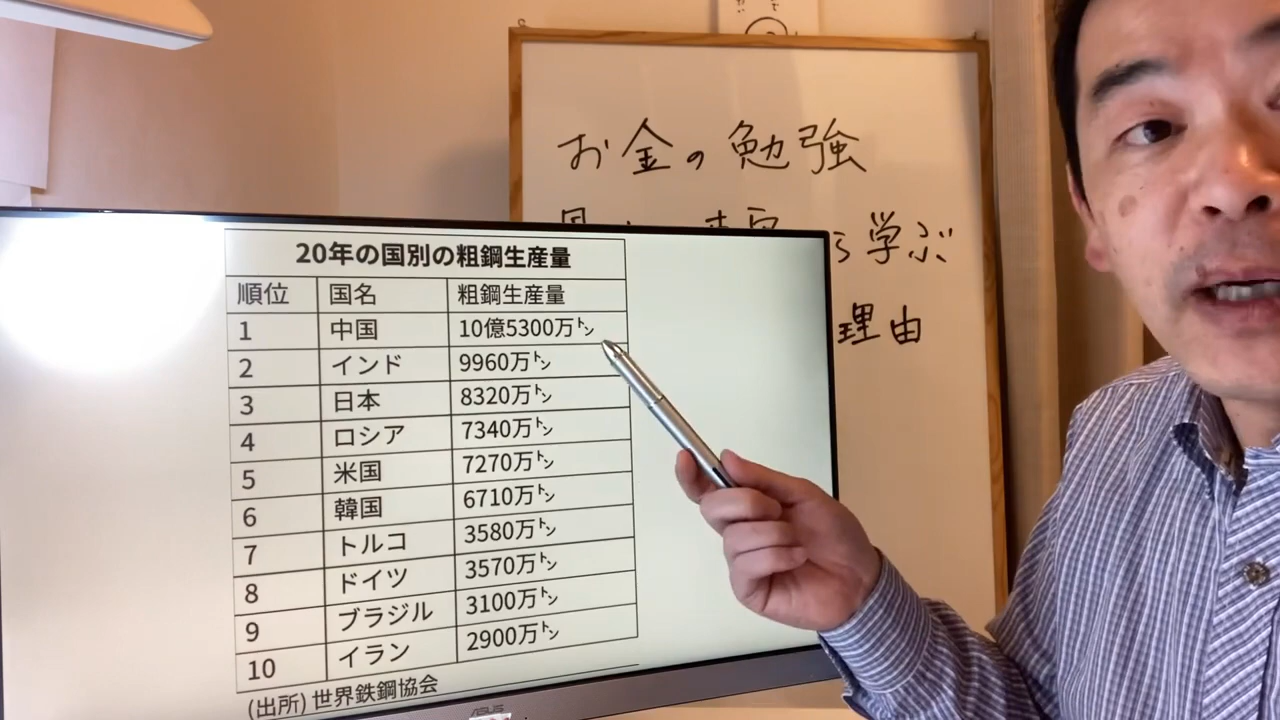 お金の勉強
学ぶ
理由
20年の国別の粗鋼生産量
順位 国名 粗鋼生産量
1 中国 10億5300万㌧
2 インド 9960万㌧
3 日本 8320万㌧
4 ロシア 7340万㌧
5 米国 7270万㌧
6 韓国 6710万㌧
7 トルコ 3580万㌧
8 ドイツ 3570万㌧
9 ブラジル 3100万㌧
10 イラン 2900万㌧
(出所)世界鉄鋼協会
ASUS